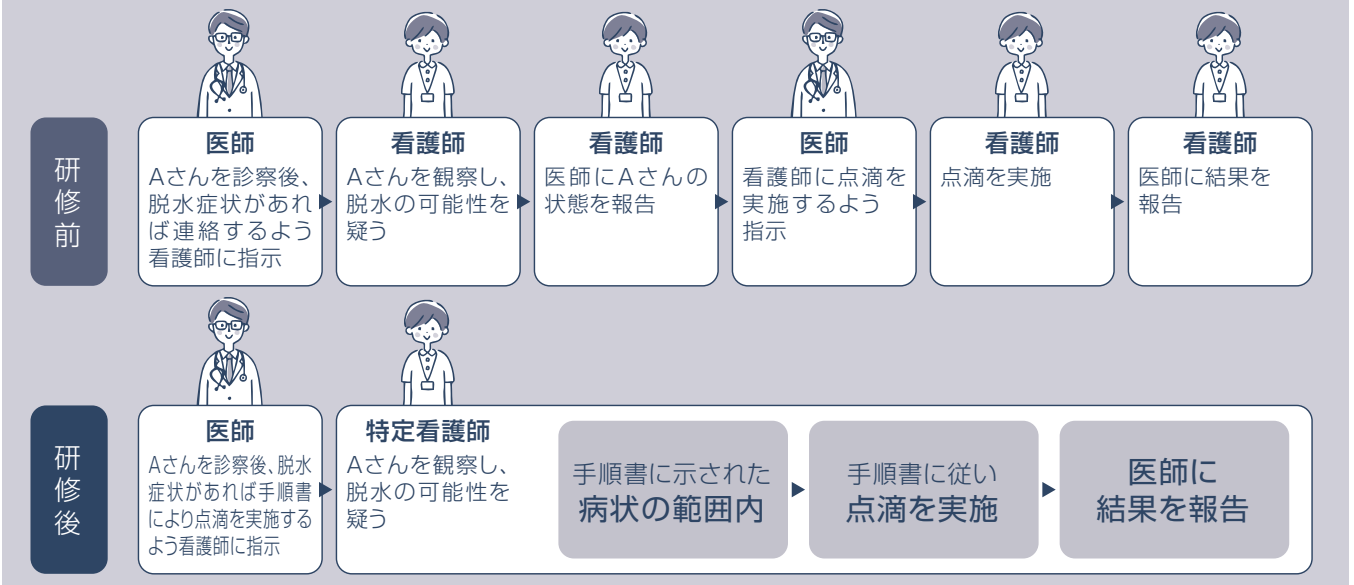 研修前
医師
Aさんを診察後、
脱水症状があれ
ば連絡するよう
看護師に指示
看護師
Aさんを観察し、
脱水の可能性を
疑う
看護師
医師にAさんの
状態を報告
医師
看護師に点滴を
実施するよう
指示
看護師
点滴を実施
看護師
医師に結果を
報告
研修後
医師
Aさんを診察後、脱水
症状があれば手順書
により点滴を実施する
よう看護師に指示
特定看護師
Aさんを観察し、
脱水の可能性を
疑う
手順書に示された
病状の範囲内
手順書に従い
点滴を実施
医師に
結果を報告